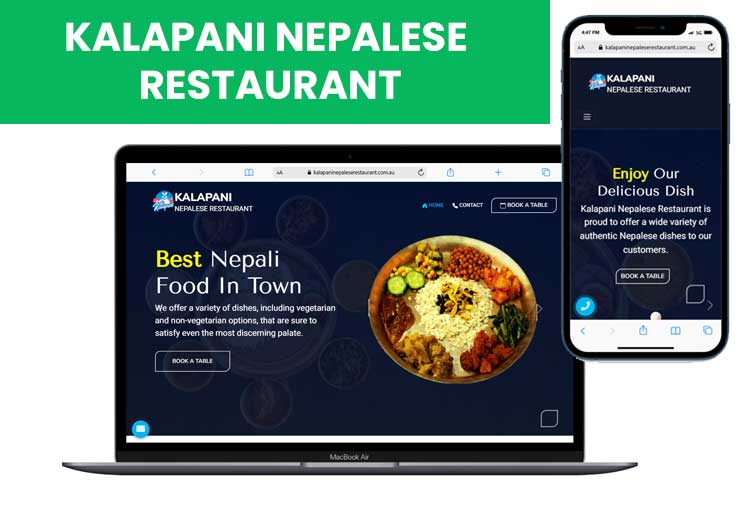 KALAPANI NEPALESE
RESTAURANT
AA kalapaninepaleserestaurant.com.au
KALAPANI
NEPALESE RESTAURANT
HOME CONTACT BOOK A TABLE
Best Nepali
Food In Town
We offer a variety of dishes, including vegetarian
and non-vegetarian options, that are sure to
satisfy even the most discerning palate.
BOOK A TABLE
MacBook Air
4:47 PM 5G
AA kalapaninepaleserestaurant.com.au
KALAPANI
NEPALESE RESTAURANT
Enjoy Our
Delicious Dish
Kalapani Nepalese Restaurant is
proud to offer a wide variety of
authentic Nepalese dishes to our
customers.
BOOK A TABLE